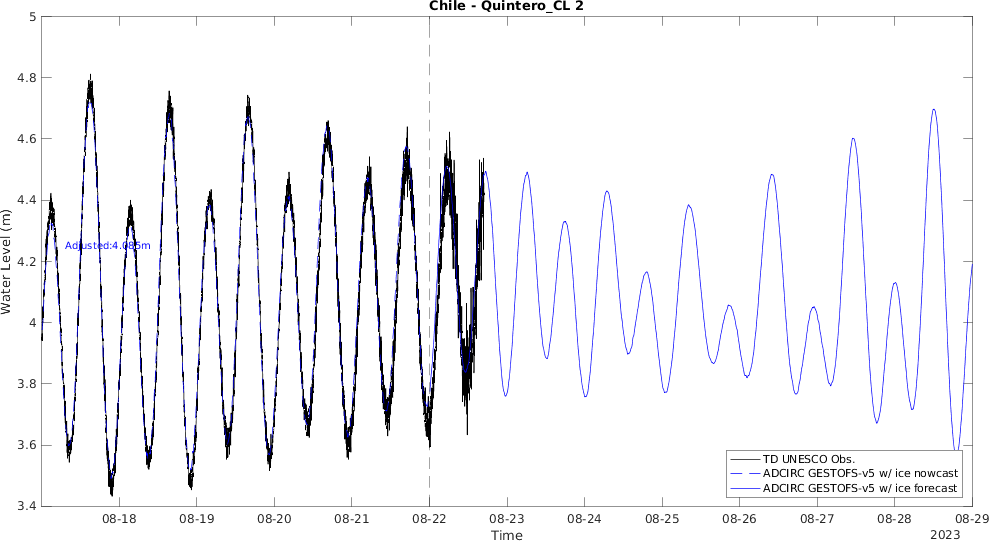 Chile - Quintero_CL 2
5
4.8
4.6
4.4
4.2
4
3.8
3.6
3.4
Water Level (m)
Adjusted:4.085m
TD UNESCO Obs.
ADCIRC GESTOFS-v5 w/ ice nowcast
ADCIRC GESTOFS-v5 w/ ice forecast
08-18 08-19 08-20 08-21 08-22 08-23 08-24 08-25 08-26 08-27 08-28 08-29
Time
2023